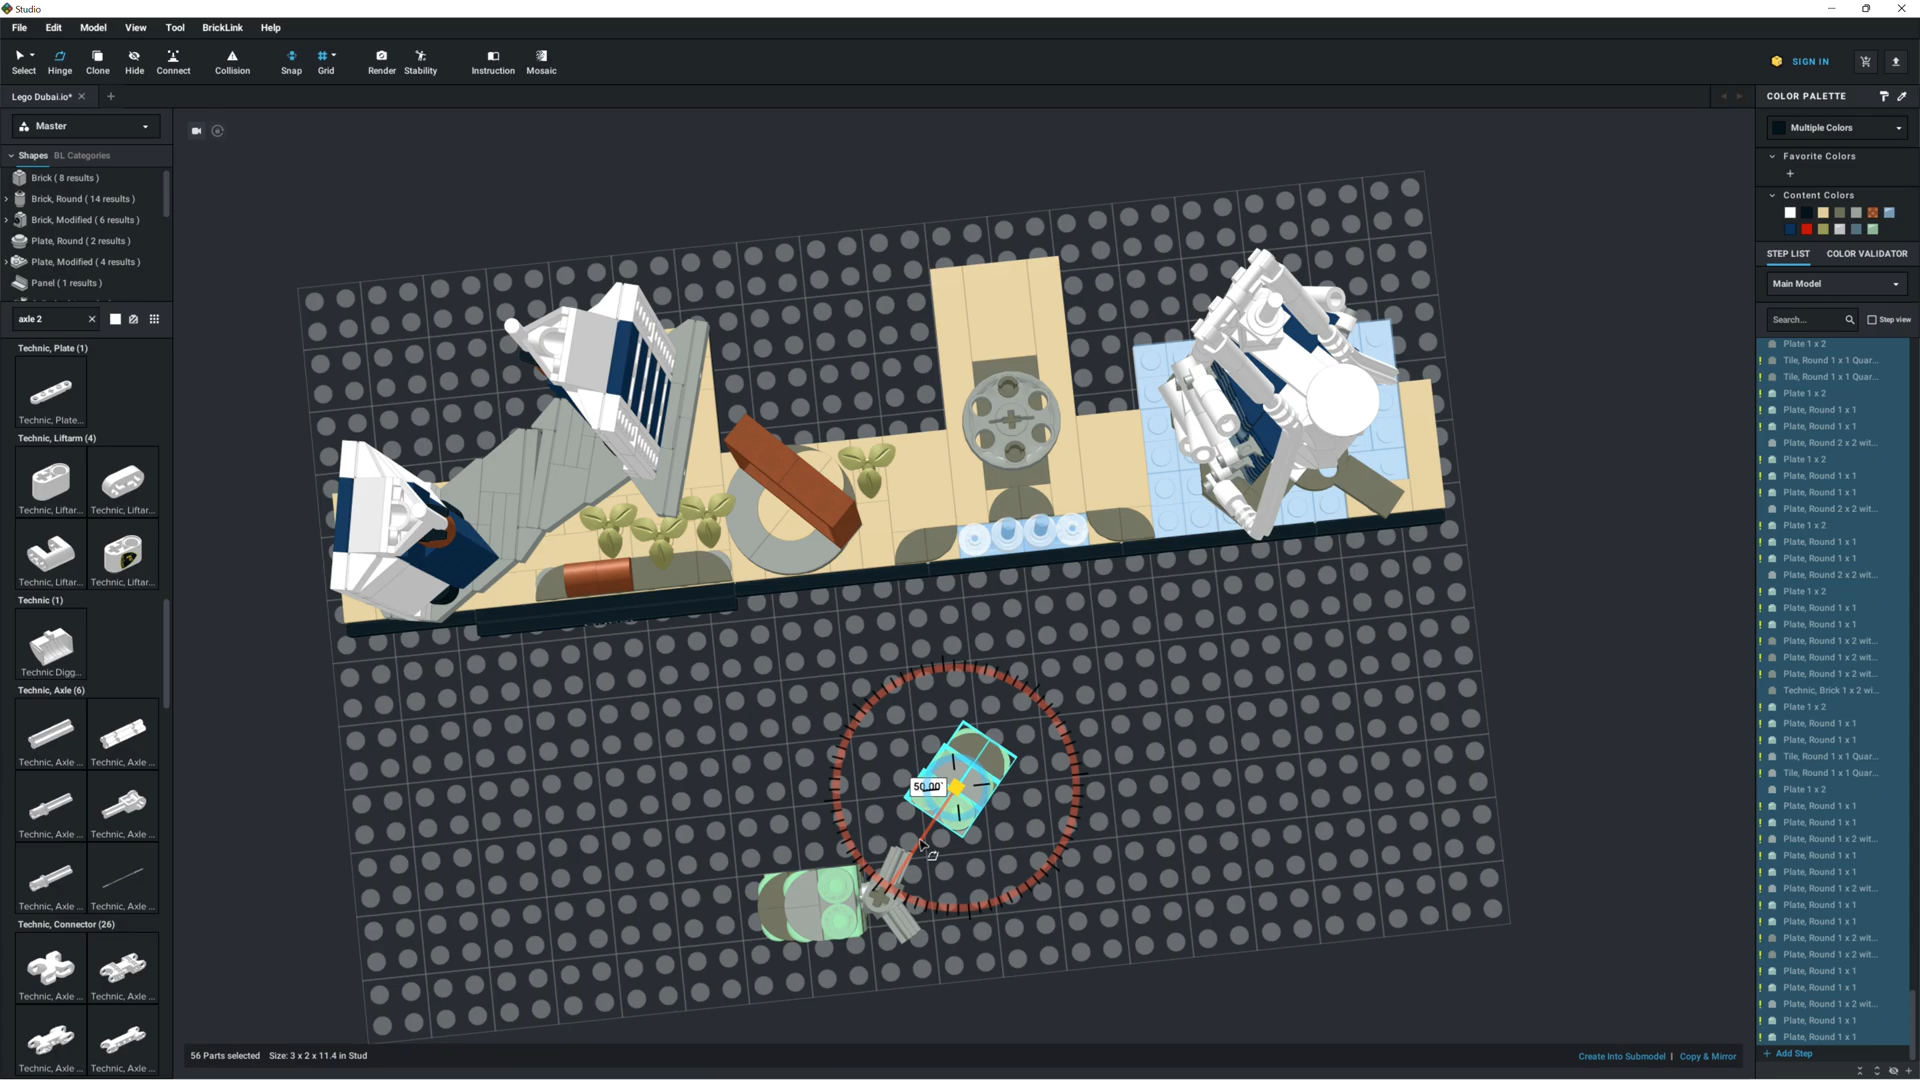 Studio
File Edit Model View Tool BrickLink Help
Select Hinge Clone Hide Connect Collision Snap Grid Render Stability Instruction Mosaic
SIGN IN
Lego Dubai.io*
COLOR PALETTE
Master
Multiple Colors
Shapes BL Categories
Favorite Colors
Brick ( 8 results )
Brick, Round ( 14 results )
Content Colors
Brick, Modified ( 6 results )
Plate, Round ( 2 results )
Plate, Modified ( 4 results )
STEP LIST COLOR VALIDATOR
Panel ( 1 results )
Main Model
axle 2
Search... Step view
Technic, Plate (1)
Technic, Plate...
Technic, Liftarm (4)
Technic, Liftar... Technic, Liftar...
Technic, Liftar... Technic, Liftar...
Technic (1)
Technic Digg...
Technic, Axle (6)
Technic, Axle ... Technic, Axle ...
Technic, Axle ... Technic, Axle ...
Technic, Axle ... Technic, Axle ...
Technic, Connector (26)
Technic, Axle ... Technic, Axle ...
Technic, Axle ... Technic, Axle ...
50.00°
Plate 1 x 2
Tile, Round 1 x 1 Quar...
Tile, Round 1 x 1 Quar...
Plate 1 x 2
Plate, Round 1 x 1
Plate, Round 1 x 1
Plate, Round 2 x 2 wit...
Plate 1 x 2
Plate, Round 1 x 1
Plate, Round 1 x 1
Plate, Round 2 x 2 wit...
Plate 1 x 2
Plate, Round 1 x 1
Plate, Round 1 x 1
Plate, Round 2 x 2 wit...
Plate 1 x 2
Plate, Round 1 x 1
Plate, Round 1 x 1
Plate, Round 1 x 2 wit...
Plate, Round 1 x 2 wit...
Plate, Round 1 x 2 wit...
Technic, Brick 1 x 2 wi...
Plate 1 x 2
Plate, Round 1 x 1
Plate, Round 1 x 1
Tile, Round 1 x 1 Quar...
Tile, Round 1 x 1 Quar...
Plate 1 x 2
Plate, Round 1 x 1
Plate, Round 1 x 1
Plate, Round 1 x 2 wit...
Plate, Round 1 x 1
Plate, Round 1 x 1
Plate, Round 1 x 2 wit...
Plate, Round 1 x 1
Plate, Round 1 x 1
Plate, Round 1 x 2 wit...
Plate, Round 1 x 2 wit...
Plate, Round 1 x 1
Plate, Round 1 x 1
Plate, Round 1 x 2 wit...
Plate, Round 1 x 1
Plate, Round 1 x 1
+ Add Step
56 Parts selected Size: 3 x 2 x 11.4 in Stud
Create Into Submodel | Copy & Mirror